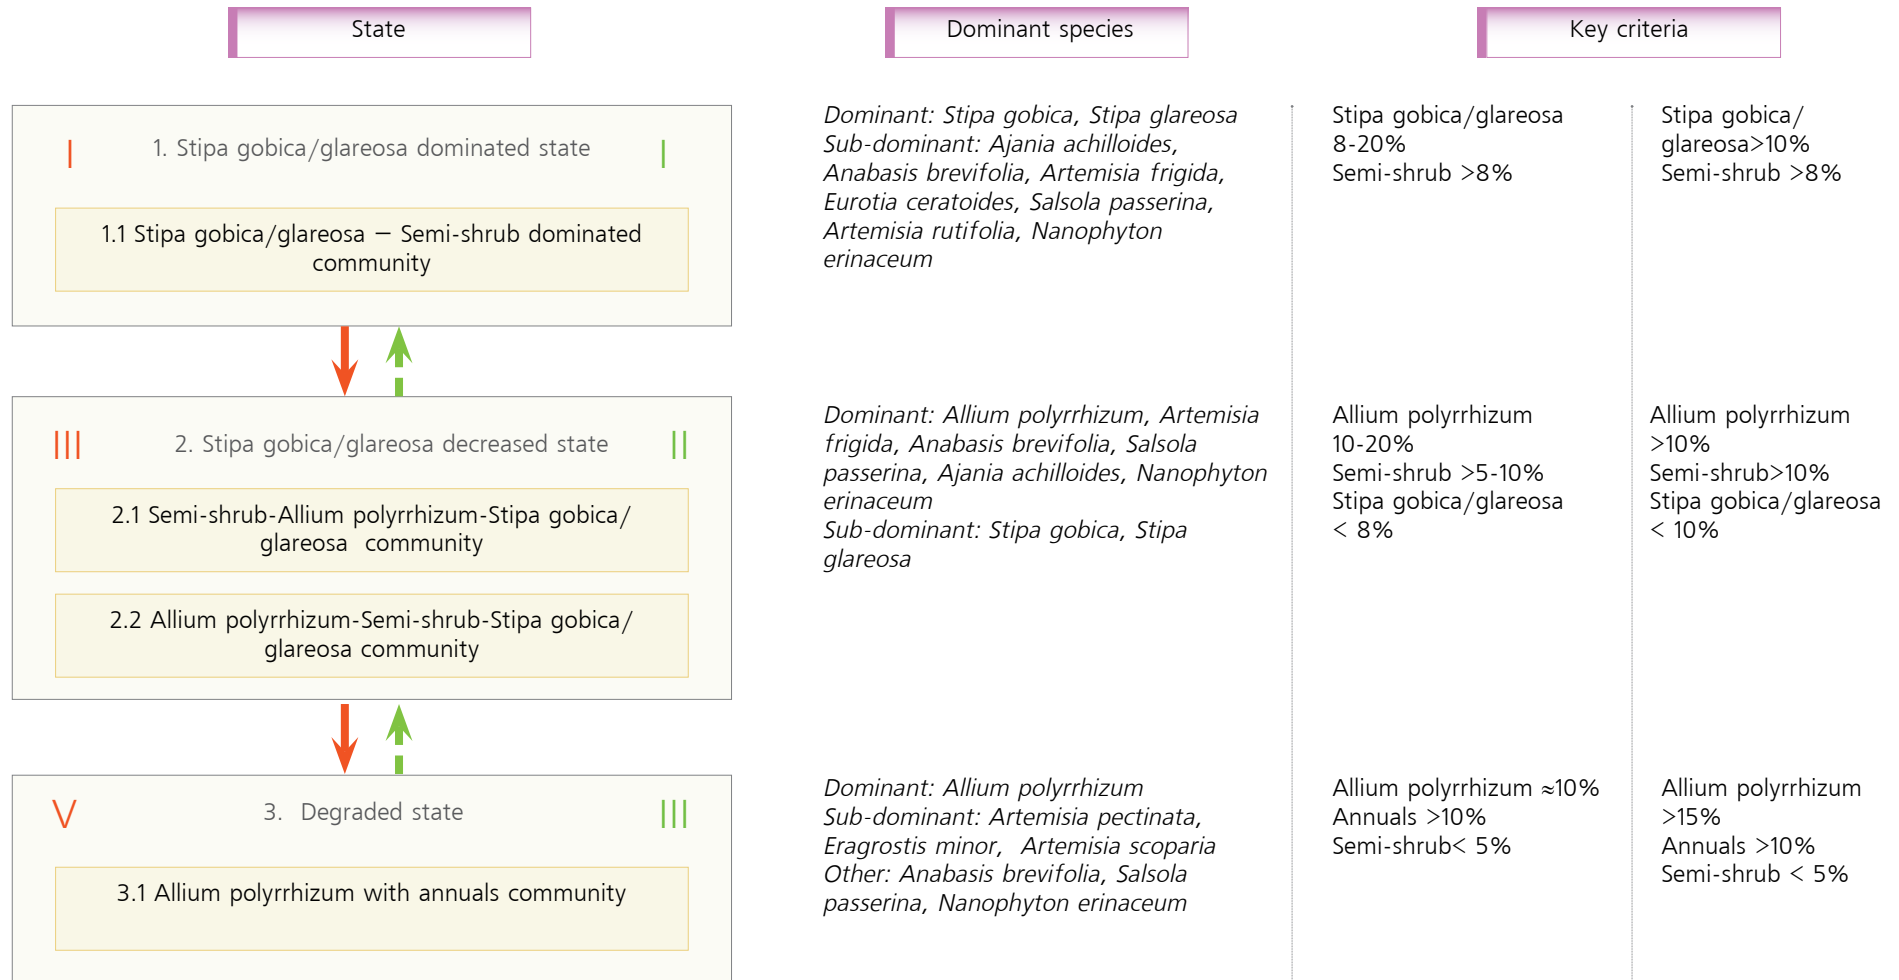 State
Dominant species
Key criteria
I
1. Stipa gobica/glareosa dominated state
I
1.1 Stipa gobica/glareosa – Semi-shrub dominated
community
Dominant: Stipa gobica, Stipa glareosa
Sub-dominant: Ajania achilloides,
Anabasis brevifolia, Artemisia frigida,
Eurotia ceratoides, Salsola passerina,
Artemisia rutifolia, Nanophyton
erinaceum
Stipa gobica/glareosa
8-20%
Semi-shrub >8%
Stipa gobica/
glareosa>10%
Semi-shrub >8%
III
2. Stipa gobica/glareosa decreased state
II
2.1 Semi-shrub-Allium polyrrhizum-Stipa gobica/
glareosa  community
2.2 Allium polyrrhizum-Semi-shrub-Stipa gobica/
glareosa community
Dominant: Allium polyrrhizum, Artemisia
frigida, Anabasis brevifolia, Salsola
passerina, Ajania achilloides, Nanophyton
erinaceum
Sub-dominant: Stipa gobica, Stipa
glareosa
Allium polyrrhizum
10-20%
Semi-shrub >5-10%
Stipa gobica/glareosa
< 8%
Allium polyrrhizum
>10%
Semi-shrub>10%
Stipa gobica/glareosa
< 10%
V
3.  Degraded state
III
3.1 Allium polyrrhizum with annuals community
Dominant: Allium polyrrhizum
Sub-dominant: Artemisia pectinata,
Eragrostis minor,  Artemisia scoparia
Other: Anabasis brevifolia, Salsola
passerina, Nanophyton erinaceum
Allium polyrrhizum ≈10%
Annuals >10%
Semi-shrub< 5%
Allium polyrrhizum
>15%
Annuals >10%
Semi-shrub < 5%